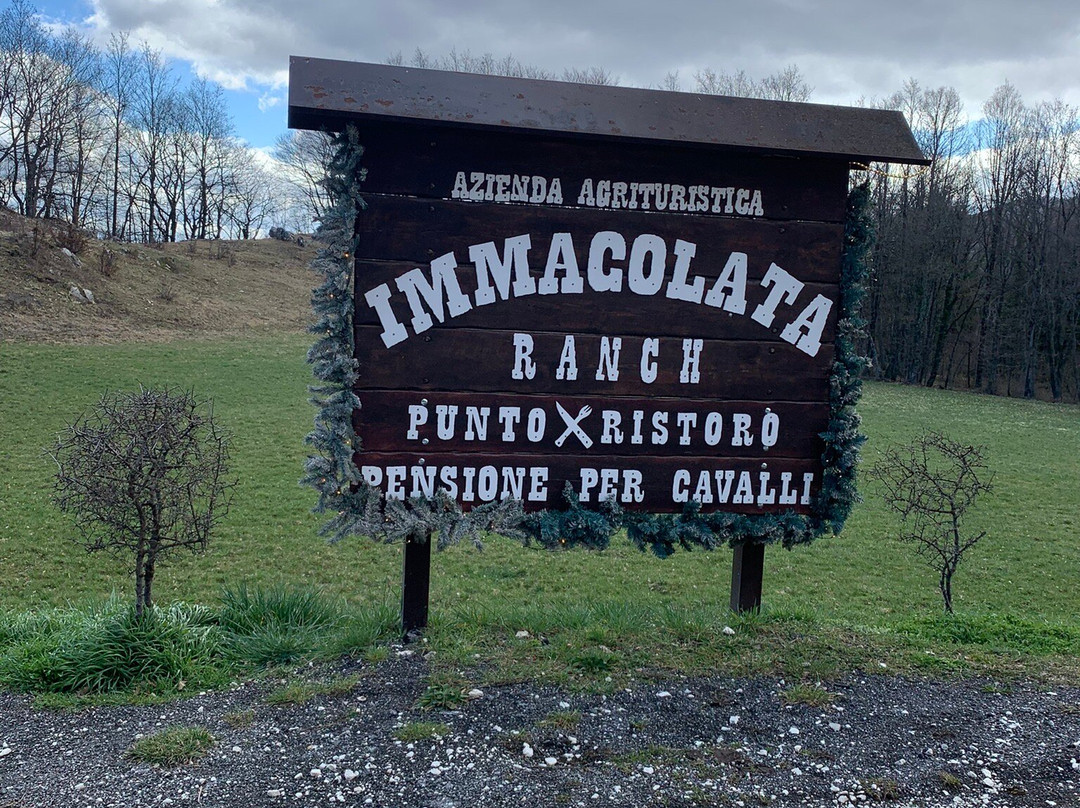 AZIENDA AGRITURISTICA
IMMACOLATA
RANCH
PUNTO RISTORO
PENSIONE PER CAVALLI